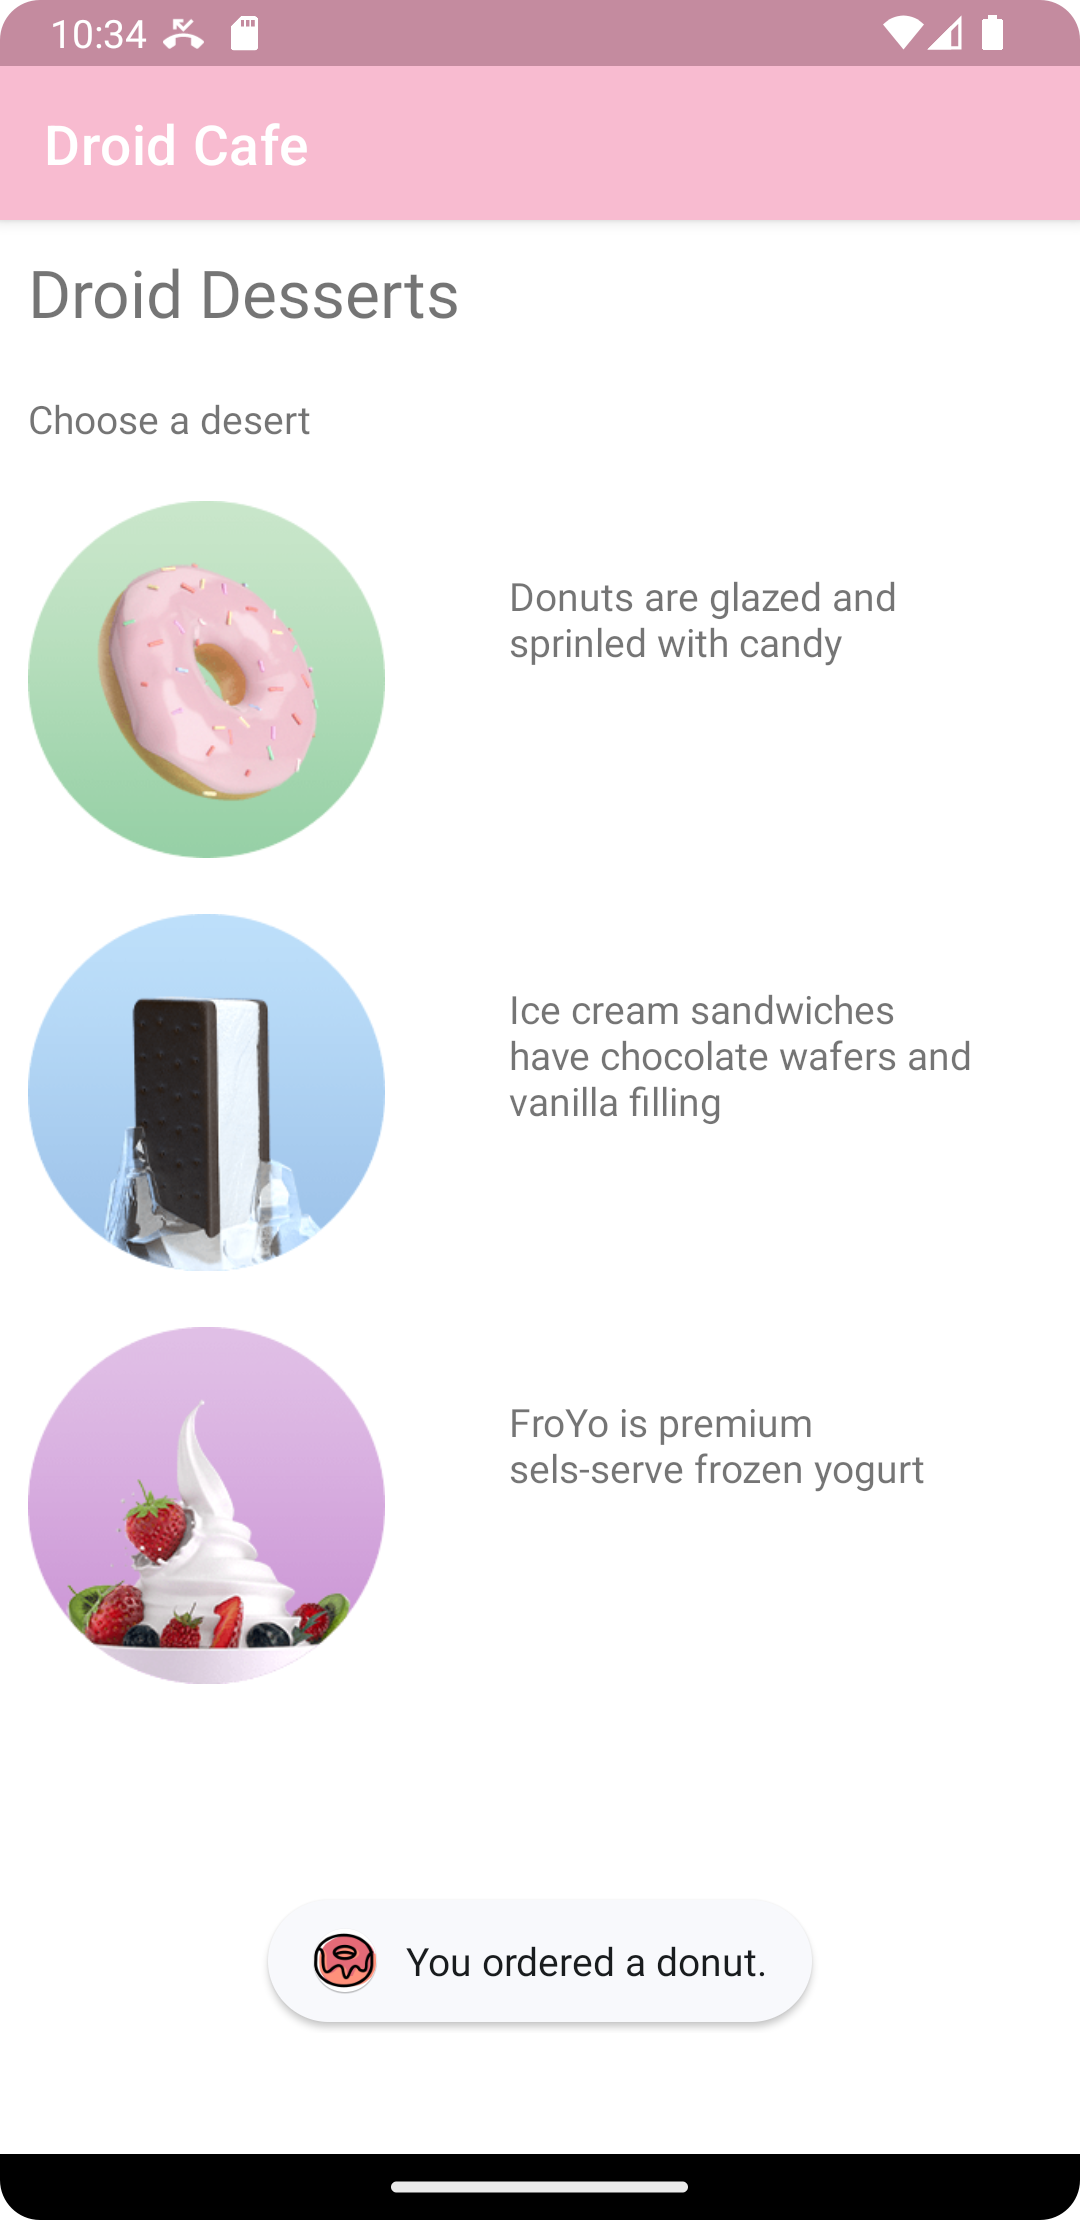 10:34
Droid Cafe
Droid Desserts
Choose a desert
Donuts are glazed and
sprinled with candy
Ice cream sandwiches
have chocolate wafers and
vanilla filling
FroYo is premium
sels-serve frozen yogurt
You ordered a donut.